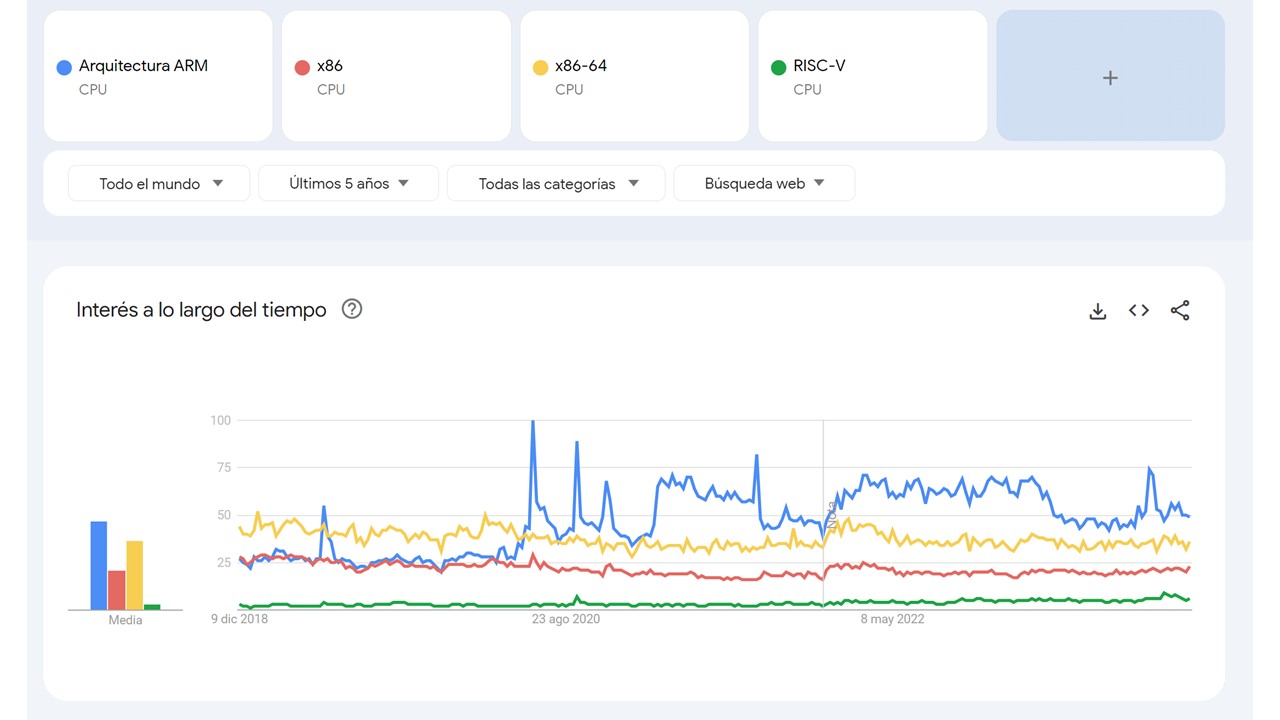 Arquitectura ARM
CPU
x86
CPU
x86-64
CPU
RISC-V
CPU
+
Todo el mundo
Últimos 5 años
Todas las categorías
Búsqueda web
Interés a lo largo del tiempo
?
100
75
50
25
Nota
Media
9 dic 2018
23 ago 2020
8 may 2022